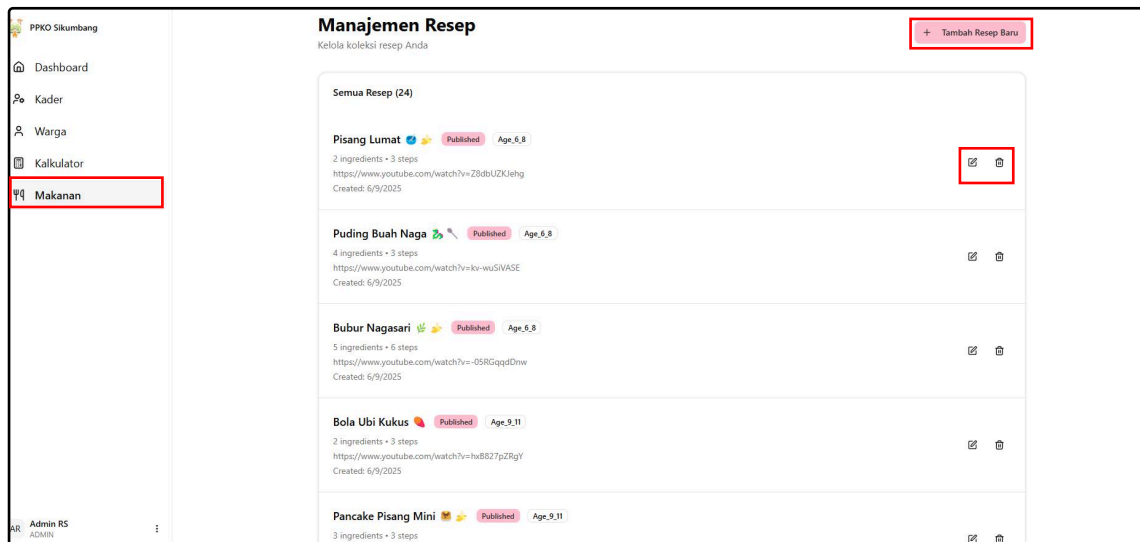 PPKO Sikumbang
Dashboard
Kader
Warga
Kalkulator
Makanan
AR
Admin RS
ADMIN
Manajemen Resep
Kelola koleksi resep Anda
+ Tambah Resep Baru
Semua Resep (24)
Pisang Lumat Published Age_6_8
2 ingredients • 3 steps
https://www.youtube.com/watch?v=Z8dbUZKJehg
Created: 6/9/2025
Puding Buah Naga Published Age_6_8
4 ingredients • 3 steps
https://www.youtube.com/watch?v=kv-wuSiVASE
Created: 6/9/2025
Bubur Nagasari Published Age_6_8
5 ingredients • 6 steps
https://www.youtube.com/watch?v=-05RGqqdDnw
Created: 6/9/2025
Bola Ubi Kukus Published Age_9_11
2 ingredients • 3 steps
https://www.youtube.com/watch?v=hxB827pZRgY
Created: 6/9/2025
Pancake Pisang Mini Published Age_9_11
3 ingredients • 3 steps